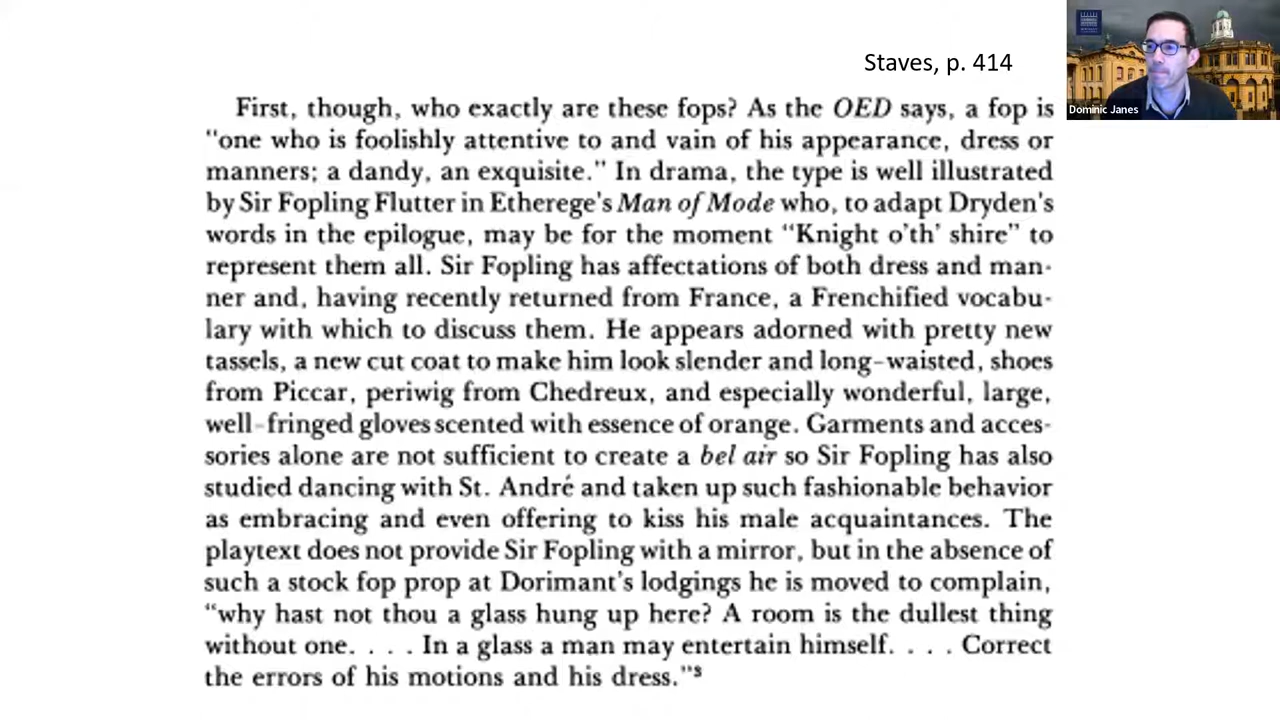 Staves, p. 414
Dominic Janes
First, though, who exactly are these fops? As the OED says, a fop is
“one who is foolishly attentive to and vain of his appearance, dress or
manners; a dandy, an exquisite.” In drama, the type is well illustrated
by Sir Fopling Flutter in Etherege's Man of Mode who, to adapt Dryden's
words in the epilogue, may be for the moment “Knight o'th' shire” to
represent them all. Sir Fopling has affectations of both dress and man-
ner and, having recently returned from France, a Frenchified vocabu-
lary with which to discuss them. He appears adorned with pretty new
tassels, a new cut coat to make him look slender and long-waisted, shoes
from Piccar, periwig from Chedreux, and especially wonderful, large,
well-fringed gloves scented with essence of orange. Garments and acces-
sories alone are not sufficient to create a bel air so Sir Fopling has also
studied dancing with St. André and taken up such fashionable behavior
as embracing and even offering to kiss his male acquaintances. The
playtext does not provide Sir Fopling with a mirror, but in the absence of
such a stock fop prop at Dorimant's lodgings he is moved to complain,
“why hast not thou a glass hung up here? A room is the dullest thing
without one. . . . In a glass a man may entertain himself. . . . Correct
the errors of his motions and his dress.”⁵